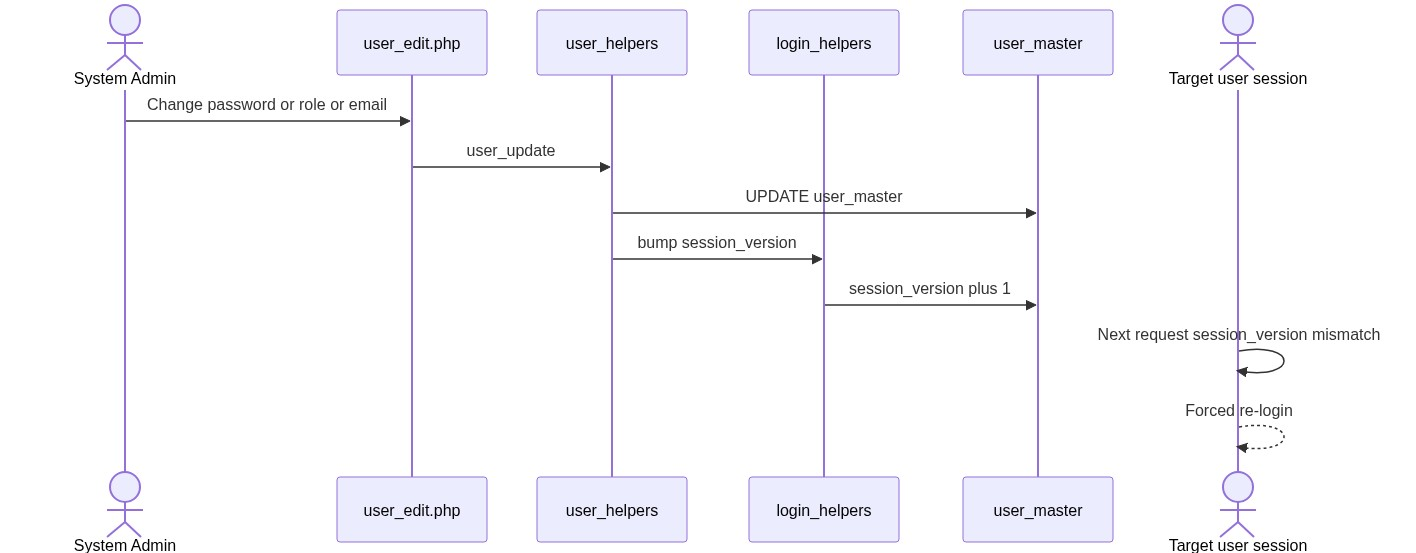 System Admin
user_edit.php
user_helpers
login_helpers
user_master
Target user session
Change password or role or email
user_update
UPDATE user_master
bump session_version
session_version plus 1
Next request session_version mismatch
Forced re-login
System Admin
user_edit.php
user_helpers
login_helpers
user_master
Target user session